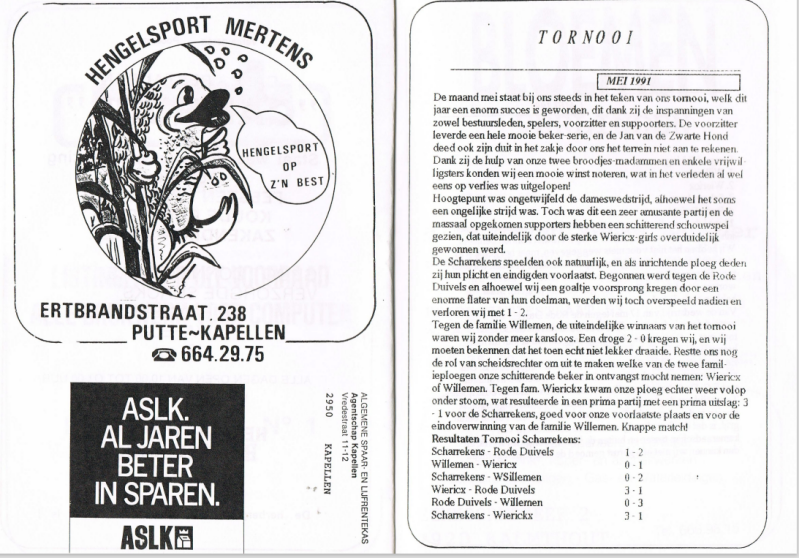 HENGELSPORT MERTENS
HENGELSPORT
OP
Z'N BEST
ERTBRANDSTRAAT. 238
PUTTE~KAPELLEN
☎ 664.29.75
ASLK.
AL JAREN
BETER
IN SPAREN.
ASLK
ALGEMENE SPAAR- EN LIJFRENTEKAS
Agentschap Kapellen
Vredestraat 11-12
2950 KAPELLEN
TORNOOI
MEI 1991
De maand mei staat bij ons steeds in het teken van ons tornooi, welk dit
jaar een enorm succes is geworden, dit dank zij de inspanningen van
zowel bestuursleden, spelers, voorzitter en suppoorters. De voorzitter
leverde een hele mooie beker-serie, en de Jan van de Zwarte Hond
deed ook zijn duit in het zakje door ons het terrein niet aan te rekenen.
Dank zij de hulp van onze twee broodjes-madammen en enkele vrijwil-
ligsters konden wij een mooie winst noteren, wat in het verleden al wel
eens op verlies was uitgelopen!
Hoogtepunt was ongetwijfeld de dameswedstrijd, alhoewel het soms
een ongelijke strijd was. Toch was dit een zeer amusante partij en de
massaal opgekomen supporters hebben een schitterend schouwspel
gezien, dat uiteindelijk door de sterke Wiericx-girls overduidelijk
gewonnen werd.
De Scharrekens speelden ook natuurlijk, en als inrichtende ploeg deden
zij hun plicht en eindigden voorlaatst. Begonnen werd tegen de Rode
Duivels en alhoewel wij een goaltje voorsprong kregen door een
enorme flater van hun doelman, werden wij toch overspeeld nadien en
verloren wij met 1 - 2.
Tegen de familie Willemen, de uiteindelijke winnaars van het tornooi
waren wij zonder meer kansloos. Een droge 2 - 0 kregen wij, en wij
moeten bekennen dat het toen echt niet lekker draaide. Restte ons nog
de rol van scheidsrechter om uit te maken welke van de twee famil-
ieploegen onze schitterende beker in ontvangst mocht nemen: Wiericx
of Willemen. Tegen fam. Wierickx kwam onze ploeg echter weer volop
onder stoom, wat resulteerde in een prima partij met een prima uitslag: 3
- 1 voor de Scharrekens, goed voor onze voorlaatste plaats en voor de
eindoverwinning van de familie Willemen. Knappe match!
Resultaten Tornooi Scharrekens:
Scharrekens - Rode Duivels 1 - 2
Willemen - Wiericx 0 - 1
Scharrekens - WSillemen 0 - 2
Wiericx - Rode Duivels 3 - 1
Rode Duivels - Willemen 0 - 3
Scharrekens - Wierickx 3 - 1